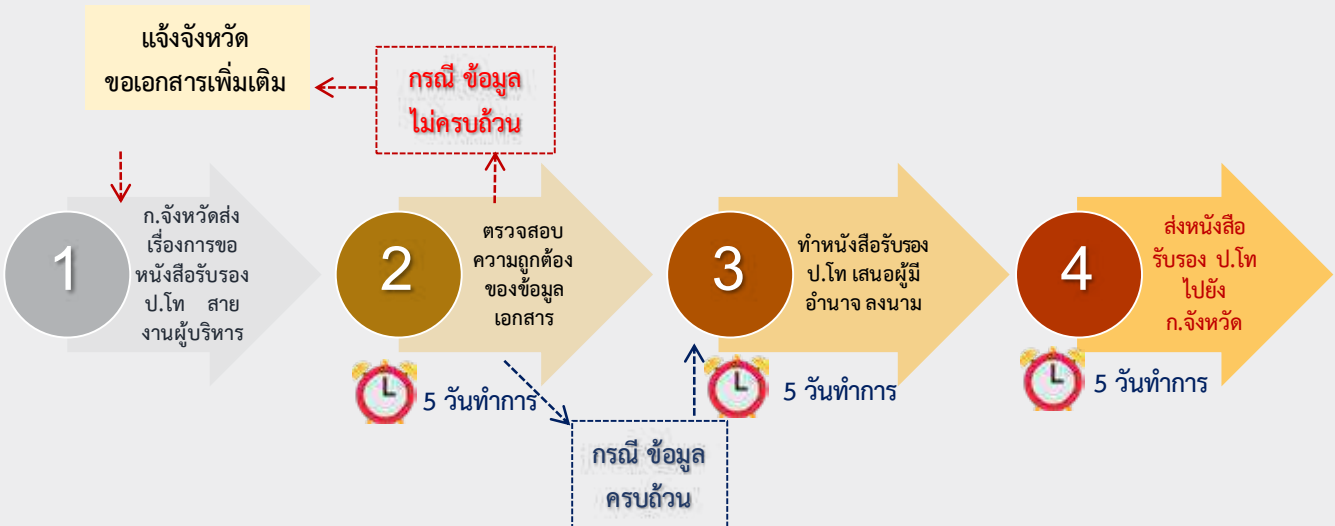 แจ้งจังหวัด
ขอเอกสารเพิ่มเติม
กรณี ข้อมูล
ไม่ครบถ้วน
1
ก.จังหวัดส่ง
เรื่องการขอ
หนังสือรับรอง
ป.โท สาย
งานผู้บริหาร
2
ตรวจสอบ
ความถูกต้อง
ของข้อมูล
เอกสาร
5 วันทำการ
กรณี ข้อมูล
ครบถ้วน
3
ทำหนังสือรับรอง
ป.โท เสนอผู้มี
อำนาจ ลงนาม
5 วันทำการ
4
ส่งหนังสือ
รับรอง ป.โท
ไปยัง
ก.จังหวัด
5 วันทำการ